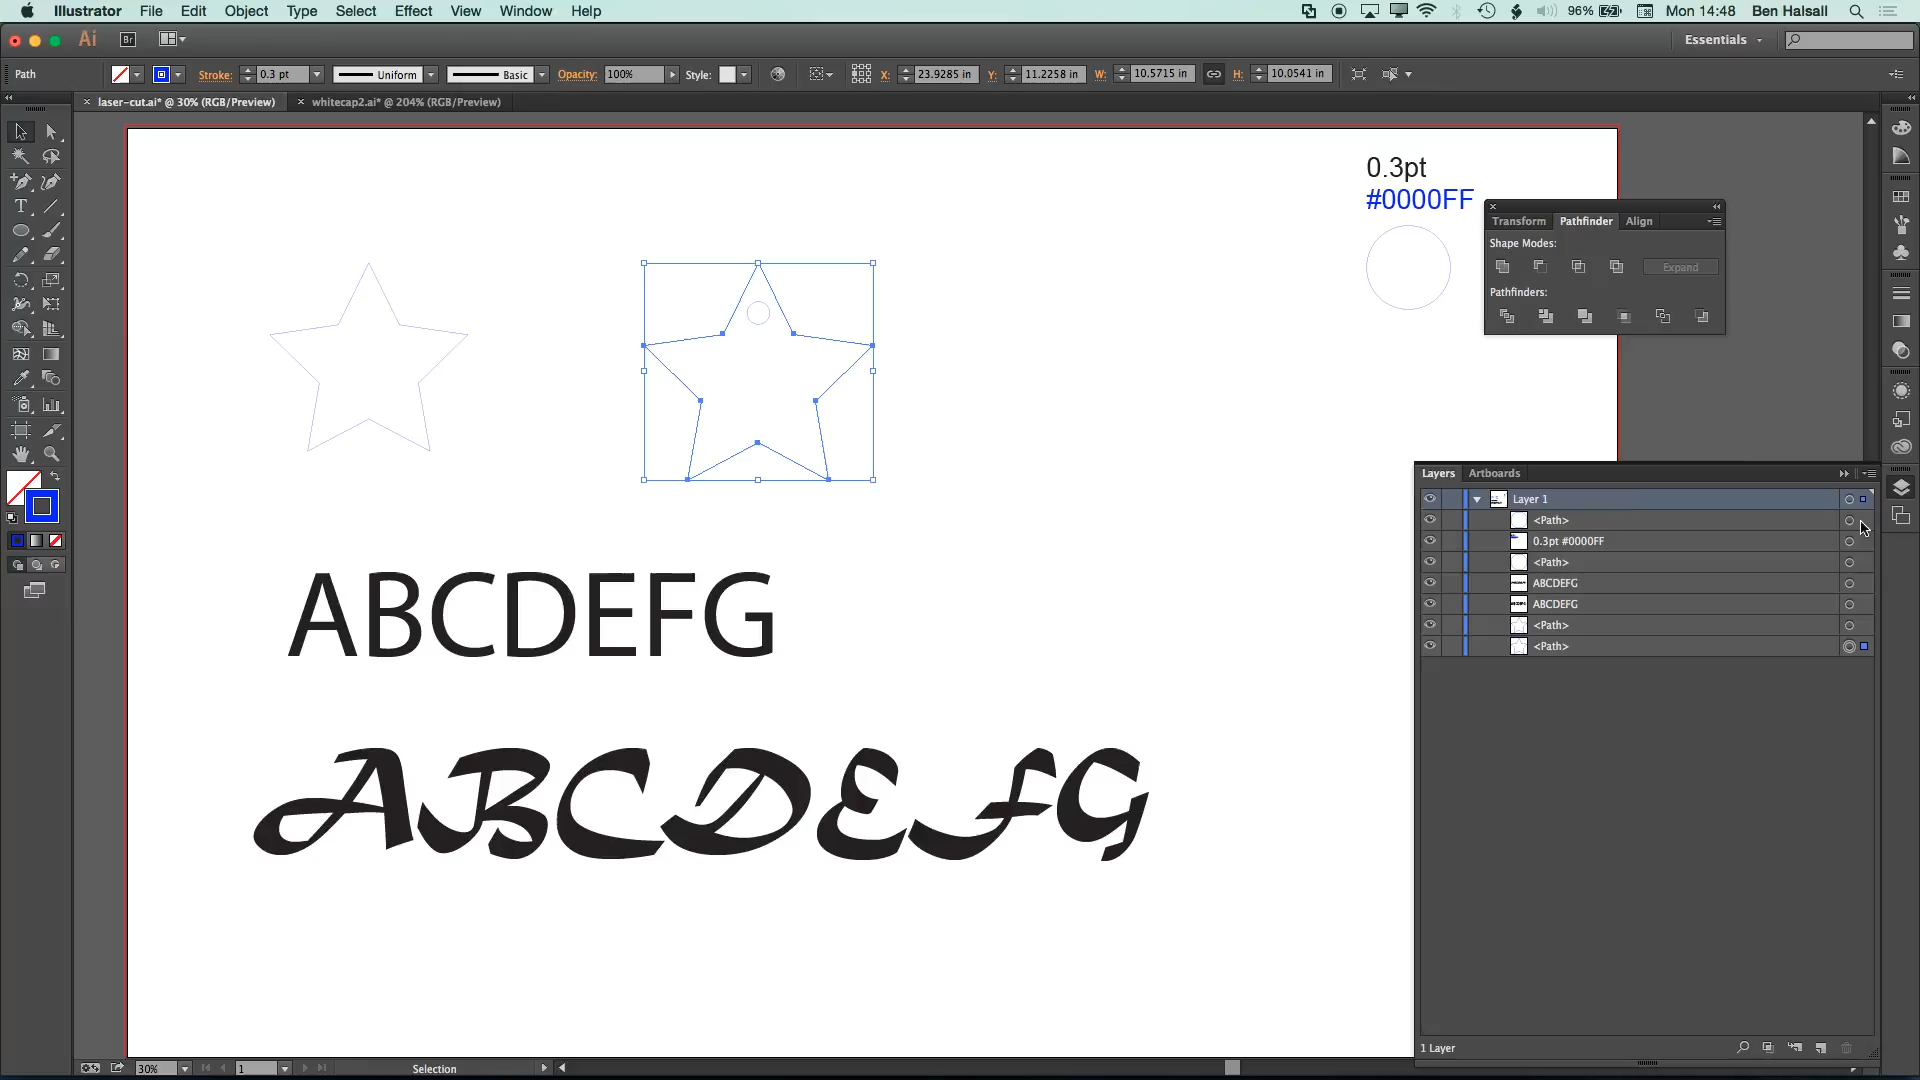 Illustrator File Edit Object Type Select Effect View Window Help
96% Mon 14:48 Ben Halsall
Ai Br Essentials
Path Stroke: 0.3 pt Uniform Basic Opacity: 100% Style: X: 23.9285 in Y: 11.2258 in W: 10.5715 in H: 10.0541 in
laser-cut.ai* @ 30% (RGB/Preview) whitecap2.ai* @ 204% (RGB/Preview)
0.3pt
#0000FF
Transform Pathfinder Align
Shape Modes:
Expand
Pathfinders:
ABCDEFG
ABCDEFG
Layers Artboards
Layer 1
<Path>
0.3pt #0000FF
<Path>
ABCDEFG
ABCDEFG
<Path>
<Path>
1 Layer
30% 1 Selection